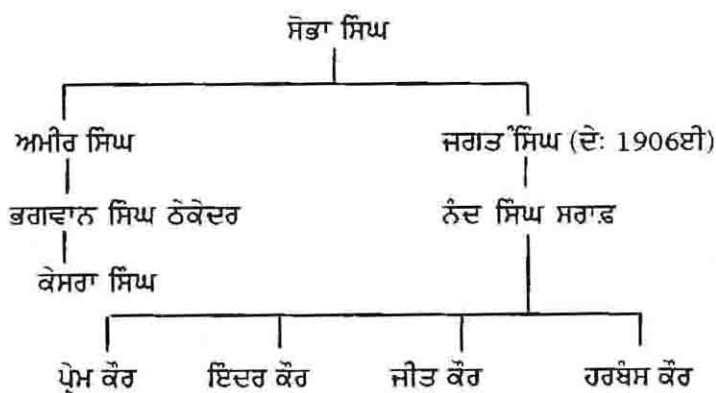 ਸੋਭਾ ਸਿੰਘ
ਅਮੀਰ ਸਿੰਘ ਜਗਤ ਸਿੰਘ (ਦੇ: 1906ਈ)
ਭਗਵਾਨ ਸਿੰਘ ਠੇਕੇਦਰ ਨੰਦ ਸਿੰਘ ਸਰਾਫ਼
ਕੇਸਰਾ ਸਿੰਘ
ਪ੍ਰੇਮ ਕੌਰ ਇੰਦਰ ਕੌਰ ਜੀਤ ਕੌਰ ਹਰਬੰਸ ਕੌਰ